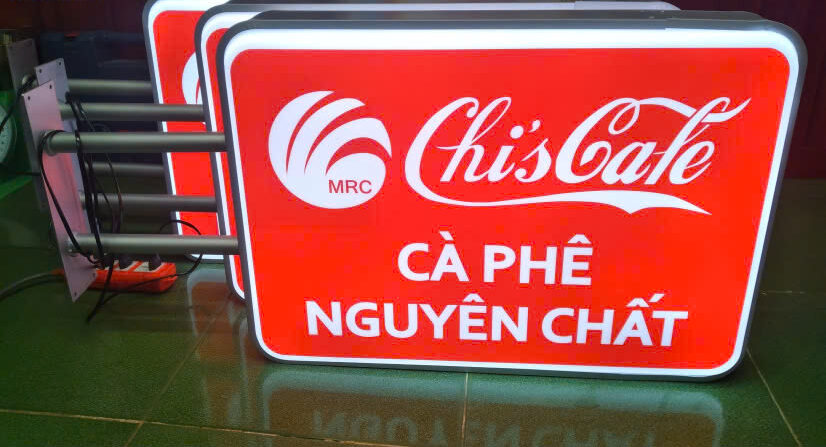 MRC
Chi's Cafe
CÀ PHÊ
NGUYÊN CHẤT